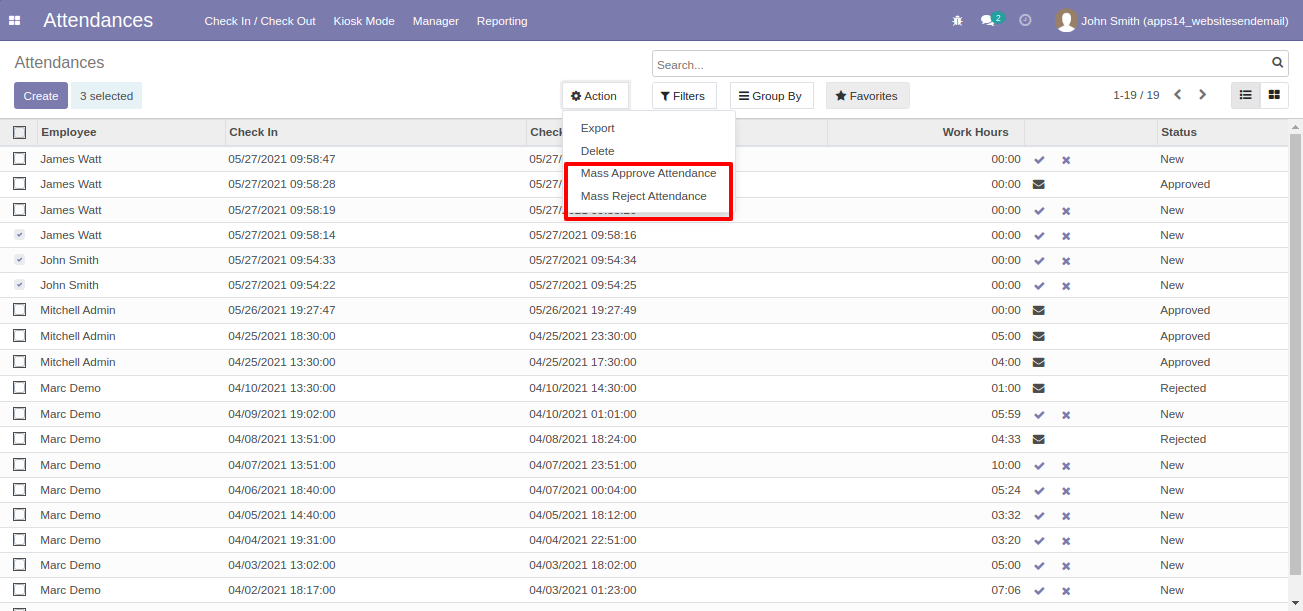 Attendances Check In / Check Out Kiosk Mode Manager Reporting 2 John Smith (apps14_websitesendemail)
Attendances Search...
Create 3 selected Action Filters Group By Favorites 1-19 / 19
Export
Delete
Mass Approve Attendance
Mass Reject Attendance
Employee Check In Check Work Hours Status
James Watt 05/27/2021 09:58:47 05/27/ 00:00 New
James Watt 05/27/2021 09:58:28 05/27/ 00:00 Approved
James Watt 05/27/2021 09:58:19 05/27/ 00:00 New
James Watt 05/27/2021 09:58:14 05/27/2021 09:58:16 00:00 New
John Smith 05/27/2021 09:54:33 05/27/2021 09:54:34 00:00 New
John Smith 05/27/2021 09:54:22 05/27/2021 09:54:25 00:00 New
Mitchell Admin 05/26/2021 19:27:47 05/26/2021 19:27:49 00:00 Approved
Mitchell Admin 04/25/2021 18:30:00 04/25/2021 23:30:00 05:00 Approved
Mitchell Admin 04/25/2021 13:30:00 04/25/2021 17:30:00 04:00 Approved
Marc Demo 04/10/2021 13:30:00 04/10/2021 14:30:00 01:00 Rejected
Marc Demo 04/09/2021 19:02:00 04/10/2021 01:01:00 05:59 New
Marc Demo 04/08/2021 13:51:00 04/08/2021 18:24:00 04:33 Rejected
Marc Demo 04/07/2021 13:51:00 04/07/2021 23:51:00 10:00 New
Marc Demo 04/06/2021 18:40:00 04/07/2021 00:04:00 05:24 New
Marc Demo 04/05/2021 14:40:00 04/05/2021 18:12:00 03:32 New
Marc Demo 04/04/2021 19:31:00 04/04/2021 22:51:00 03:20 New
Marc Demo 04/03/2021 13:02:00 04/03/2021 18:02:00 05:00 New
Marc Demo 04/02/2021 18:17:00 04/03/2021 01:23:00 07:06 New